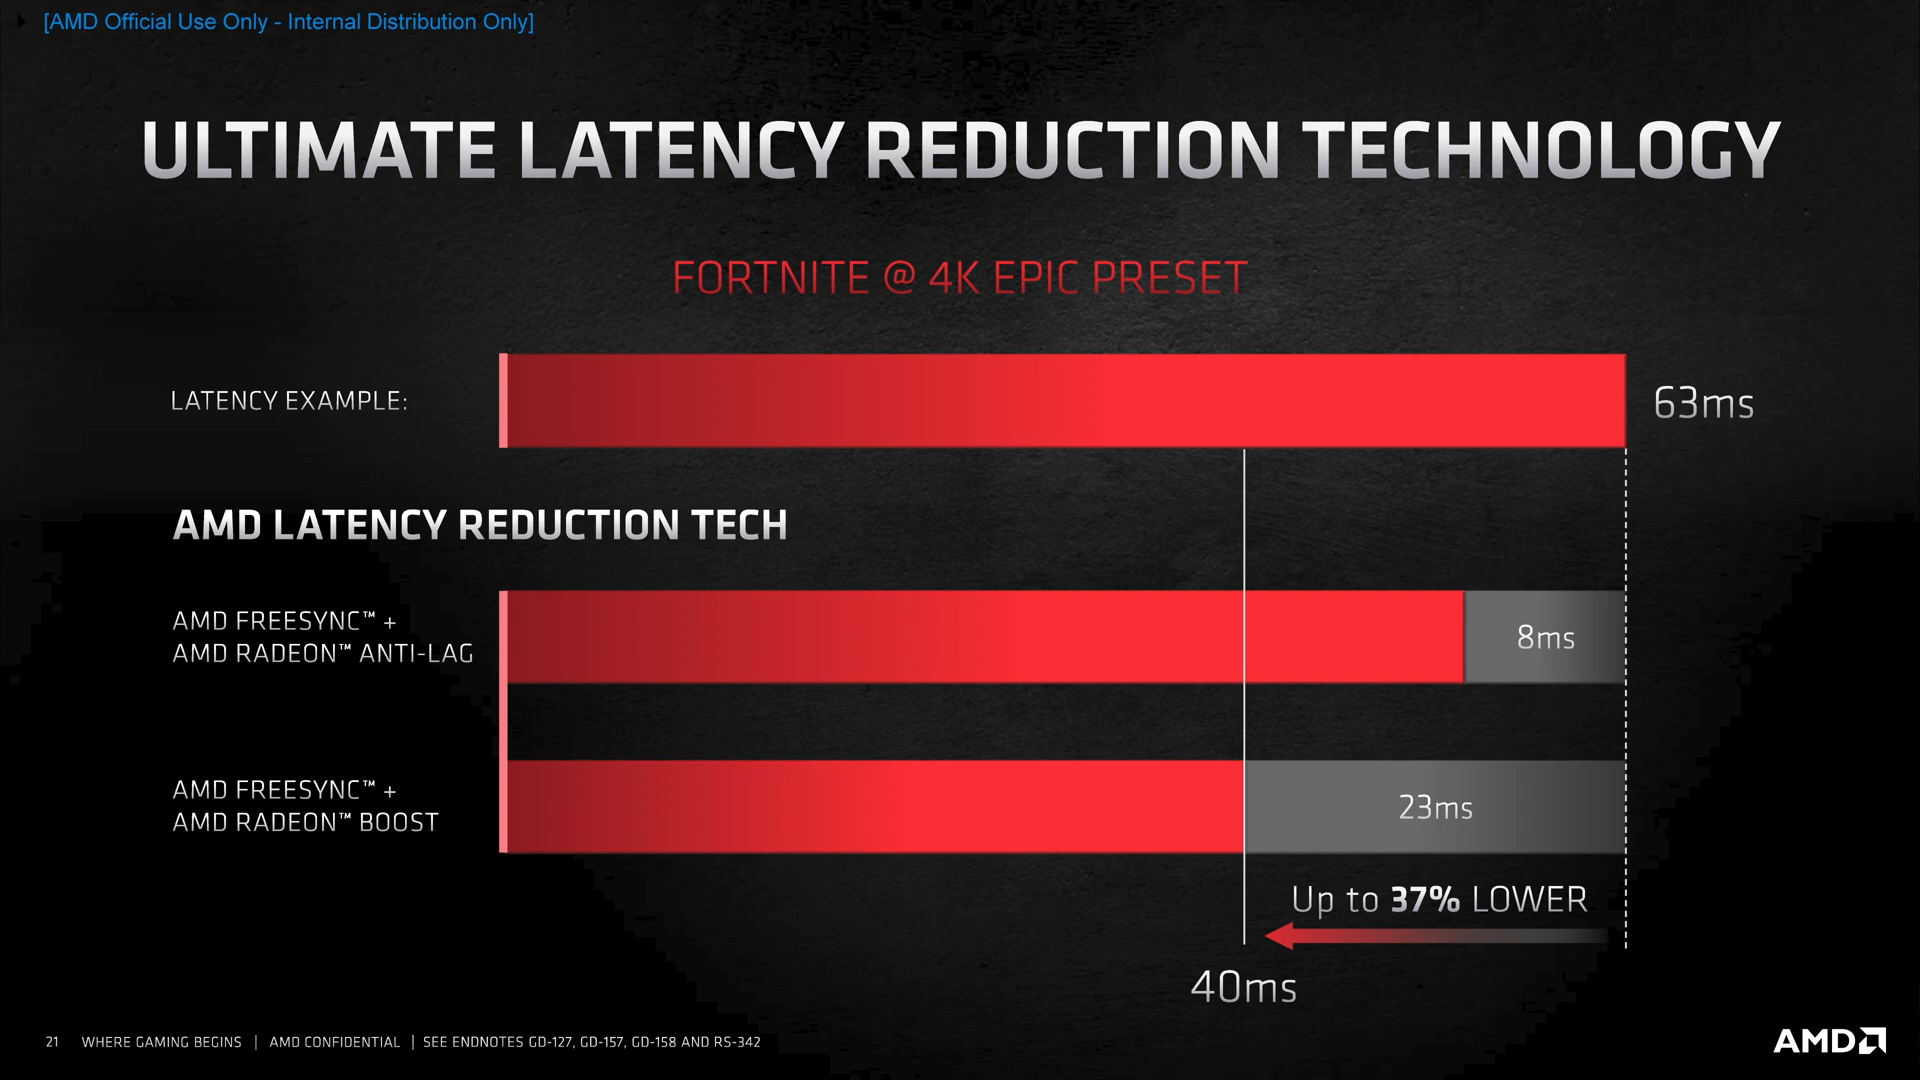 [AMD Official Use Only - Internal Distribution Only]
ULTIMATE LATENCY REDUCTION TECHNOLOGY
FORTNITE @ 4K EPIC PRESET
LATENCY EXAMPLE:
63ms
AMD LATENCY REDUCTION TECH
AMD FREESYNC™ +
AMD RADEON™ ANTI-LAG
8ms
AMD FREESYNC™ +
AMD RADEON™ BOOST
23ms
Up to 37% LOWER
40ms
21 WHERE GAMING BEGINS | AMD CONFIDENTIAL | SEE ENDNOTES GD-127, GD-157, GD-158 AND RS-342
AMD